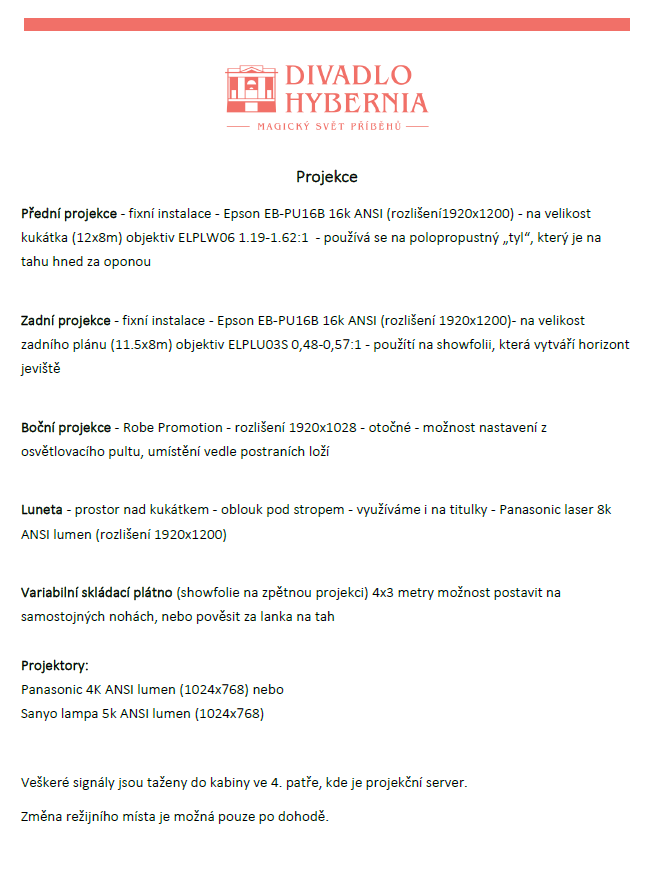 DIVADLO
HYBERNIA
MAGICKÝ SVĚT PŘÍBĚHŮ
Projekce
Přední projekce - fixní instalace - Epson EB-PU16B 16k ANSI (rozlišení1920x1200) - na velikost
kukátka (12x8m) objektiv ELPLW06 1.19-1.62:1 - používá se na polopropustný „tyl“, který je na
tahu hned za oponou
Zadní projekce - fixní instalace - Epson EB-PU16B 16k ANSI (rozlišení 1920x1200)- na velikost
zadního plánu (11.5x8m) objektiv ELPLU03S 0,48-0,57:1 - použítí na showfolii, která vytváří horizont
jeviště
Boční projekce - Robe Promotion - rozlišení 1920x1028 - otočné - možnost nastavení z
osvětlovacího pultu, umístění vedle postraních loží
Luneta - prostor nad kukátkem - oblouk pod stropem - využíváme i na titulky - Panasonic laser 8k
ANSI lumen (rozlišení 1920x1200)
Variabilní skládací plátno (showfolie na zpětnou projekci) 4x3 metry možnost postavit na
samostojných nohách, nebo pověsit za lanka na tah
Projektory:
Panasonic 4K ANSI lumen (1024x768) nebo
Sanyo lampa 5k ANSI lumen (1024x768)
Veškeré signály jsou taženy do kabiny ve 4. patře, kde je projekční server.
Změna režijního místa je možná pouze po dohodě.